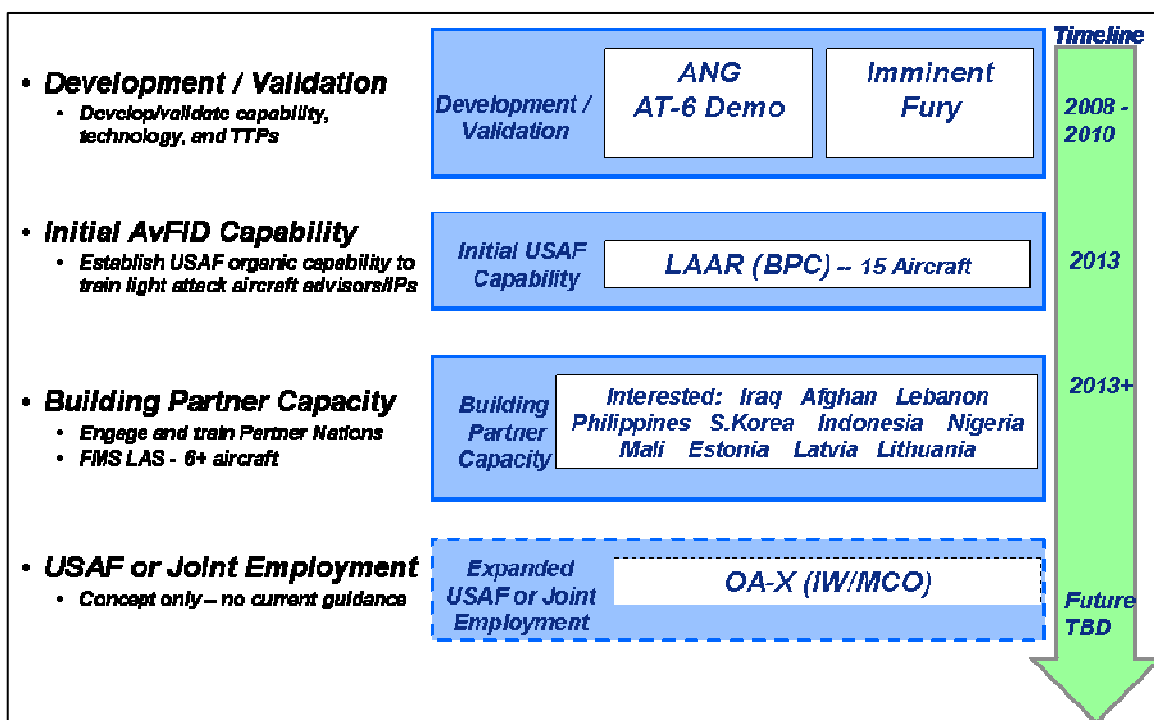 Timeline
• Development / Validation
• Develop/validate capability,
technology, and TTPs
Development /
Validation
ANG
AT-6 Demo
Imminent
Fury
2008 -
2010
• Initial AvFID Capability
• Establish USAF organic capability to
train light attack aircraft advisors/IPs
Initial USAF
Capability
LAAR (BPC) – 15 Aircraft
2013
• Building Partner Capacity
• Engage and train Partner Nations
• FMS LAS - 6+ aircraft
Building
Partner
Capacity
Interested: Iraq Afghan Lebanon
Philippines S.Korea Indonesia Nigeria
Mali Estonia Latvia Lithuania
2013+
• USAF or Joint Employment
• Concept only – no current guidance
Expanded
USAF or Joint
Employment
OA-X (IW/MCO)
Future
TBD